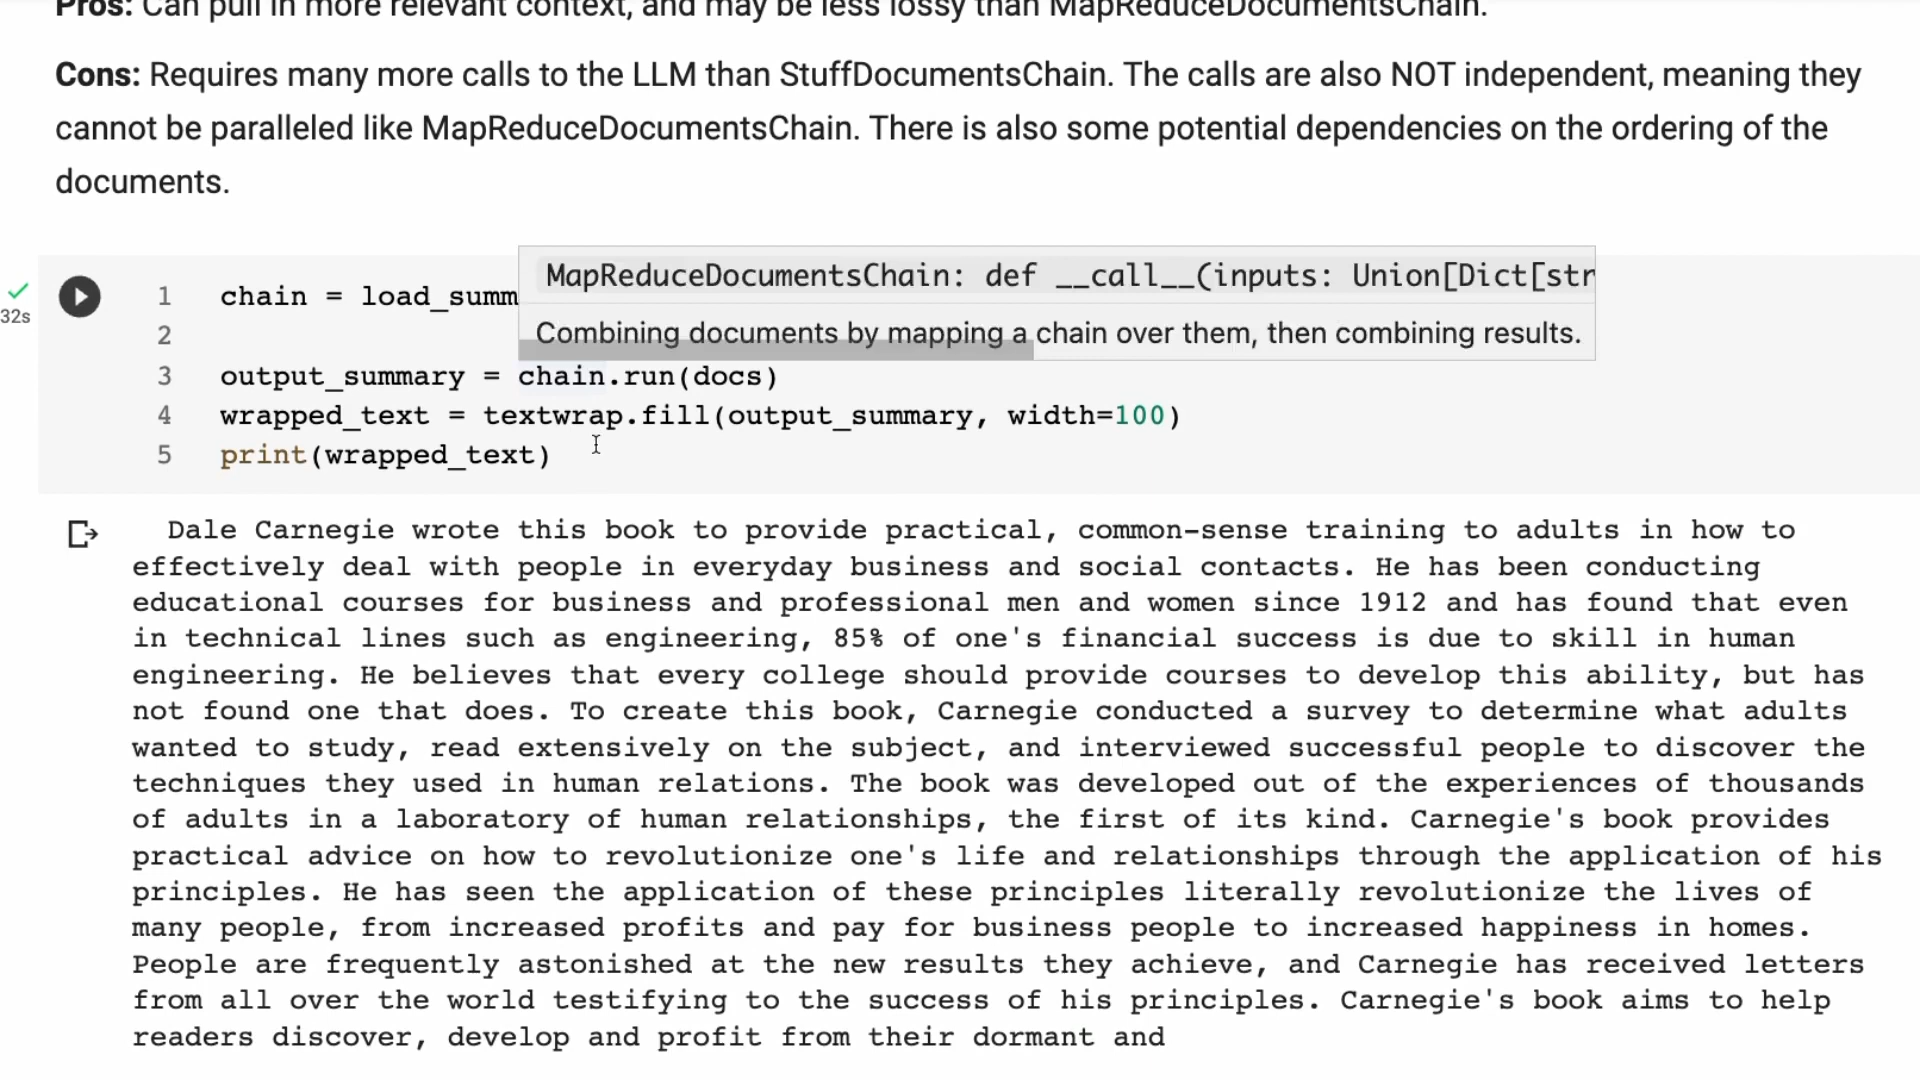 Pros: Can pull in more relevant context, and may be less lossy than MapReduceDocumentsChain.
Cons: Requires many more calls to the LLM than StuffDocumentsChain. The calls are also NOT independent, meaning they
cannot be paralleled like MapReduceDocumentsChain. There is also some potential dependencies on the ordering of the
documents.
32s
1 chain = load_summ
MapReduceDocumentsChain: def __call__(inputs: Union[Dict[str
2
Combining documents by mapping a chain over them, then combining results.
3 output_summary = chain.run(docs)
4 wrapped_text = textwrap.fill(output_summary, width=100)
5 print(wrapped_text)
Dale Carnegie wrote this book to provide practical, common-sense training to adults in how to
effectively deal with people in everyday business and social contacts. He has been conducting
educational courses for business and professional men and women since 1912 and has found that even
in technical lines such as engineering, 85% of one's financial success is due to skill in human
engineering. He believes that every college should provide courses to develop this ability, but has
not found one that does. To create this book, Carnegie conducted a survey to determine what adults
wanted to study, read extensively on the subject, and interviewed successful people to discover the
techniques they used in human relations. The book was developed out of the experiences of thousands
of adults in a laboratory of human relationships, the first of its kind. Carnegie's book provides
practical advice on how to revolutionize one's life and relationships through the application of his
principles. He has seen the application of these principles literally revolutionize the lives of
many people, from increased profits and pay for business people to increased happiness in homes.
People are frequently astonished at the new results they achieve, and Carnegie has received letters
from all over the world testifying to the success of his principles. Carnegie's book aims to help
readers discover, develop and profit from their dormant and